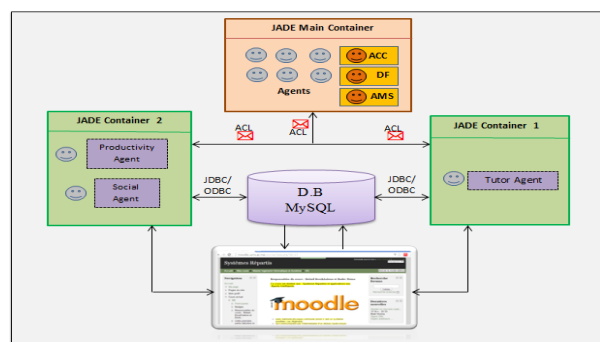 JADE Main Container
ACC
DF
Agents
AMS
JADE Container 2
Productivity
Agent
Social
Agent
ACL
ACL
ACL
JADE Container 1
Tutor Agent
JDBC/
ODBC
D.B
MySQL
JDBC/
ODBC
Systèmes Répartis
Navigation
moodle